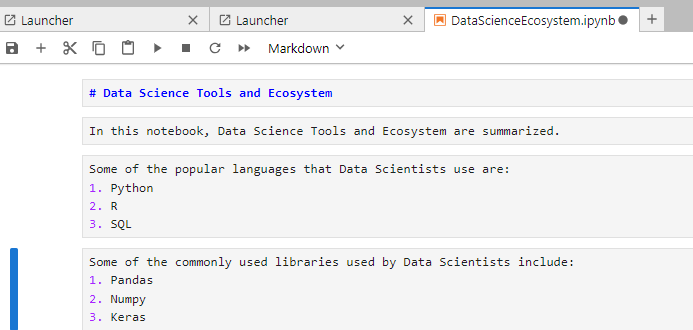 Launcher
Launcher
DataScienceEcosystem.ipynb
Markdown
# Data Science Tools and Ecosystem
In this notebook, Data Science Tools and Ecosystem are summarized.
Some of the popular languages that Data Scientists use are:
1. Python
2. R
3. SQL
Some of the commonly used libraries used by Data Scientists include:
1. Pandas
2. Numpy
3. Keras